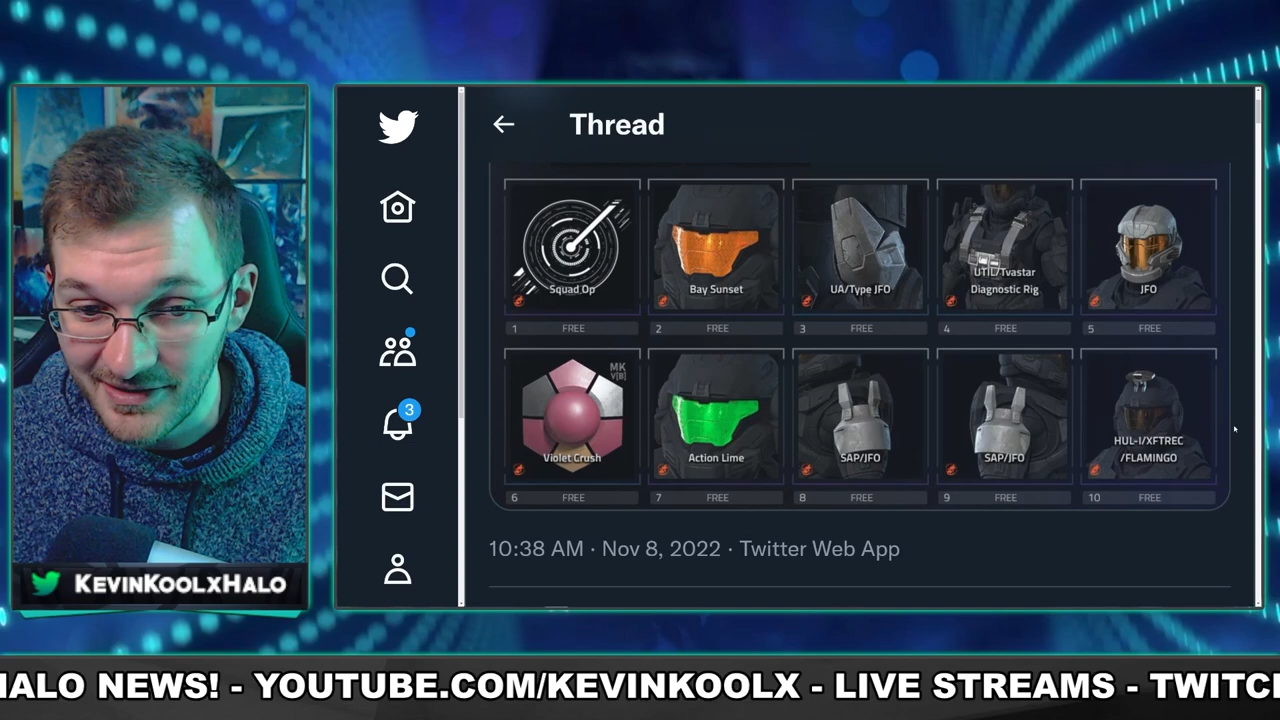 Thread
Squad Op
Bay Sunset
UA/Type JFO
UTIL/Tvastar
Diagnostic Rig
JFO
1 FREE
2 FREE
3 FREE
4 FREE
5 FREE
MK
V[B]
Violet Crush
Action Lime
SAP/JFO
SAP/JFO
HUL-I/XFTREC
/FLAMINGO
6 FREE
7 FREE
8 FREE
9 FREE
10 FREE
3
10:38 AM · Nov 8, 2022 · Twitter Web App
KEVINKOOLXHALO
HALO NEWS! - YOUTUBE.COM/KEVINKOOLX - LIVE STREAMS - TWITCH